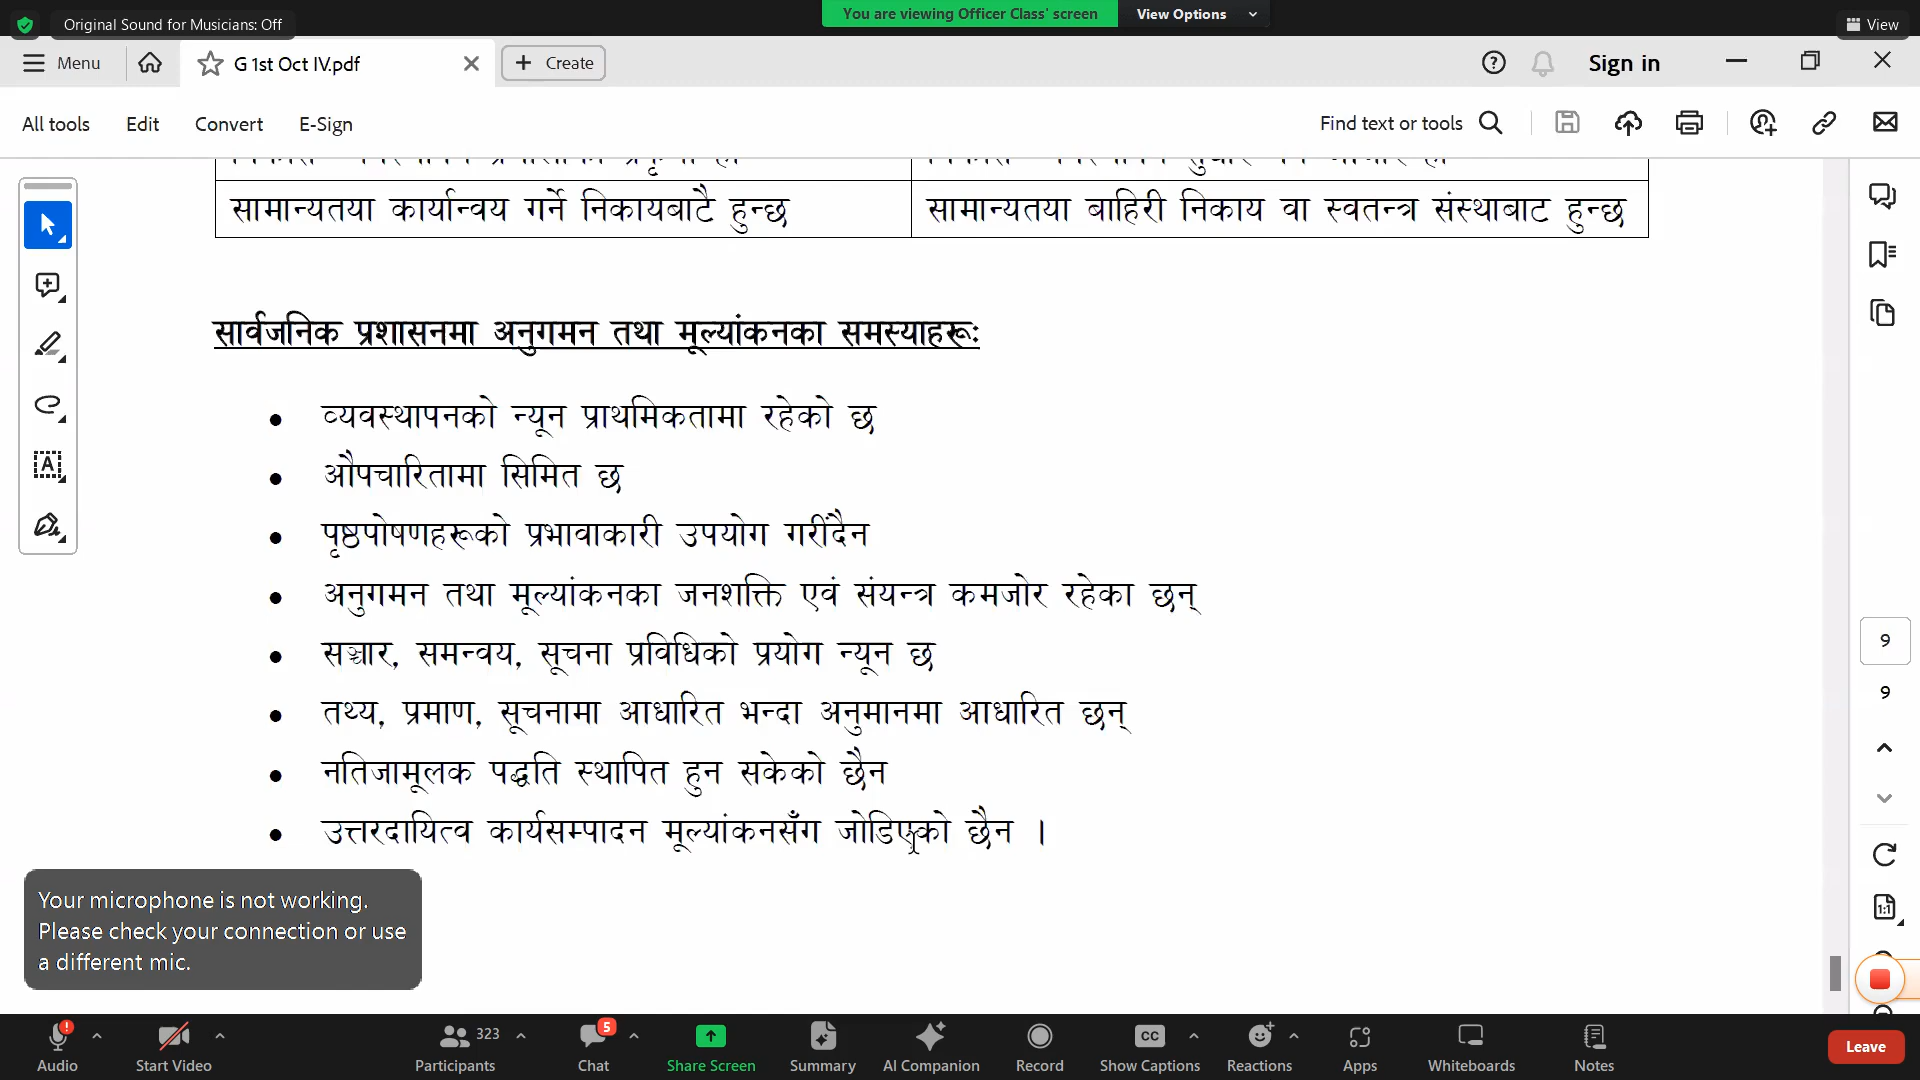 Original Sound for Musicians: Off
You are viewing Officer Class' screen
View Options
View
Menu
G 1st Oct IV.pdf
Create
Sign in
All tools
Edit
Convert
E-Sign
Find text or tools
सामान्यतया कार्यान्वय गर्ने निकायबाटै हुन्छ
सामान्यतया बाहिरी निकाय वा स्वतन्त्र संस्थाबाट हुन्छ
सार्वजनिक प्रशासनमा अनुगमन तथा मूल्यांकनका समस्याहरूः
● व्यवस्थापनको न्यून प्राथमिकतामा रहेको छ
● औपचारितामा सिमित छ
● पृष्ठपोषणहरूको प्रभावाकारी उपयोग गरींदैन
● अनुगमन तथा मूल्यांकनका जनशक्ति एवं संयन्त्र कमजोर रहेका छन्
● सञ्चार, समन्वय, सूचना प्रविधिको प्रयोग न्यून छ
● तथ्य, प्रमाण, सूचनामा आधारित भन्दा अनुमानमा आधारित छन्
● नतिजामूलक पद्धति स्थापित हुन सकेको छैन
● उत्तरदायित्व कार्यसम्पादन मूल्यांकनसँग जोडिएको छैन ।
9
9
Your microphone is not working.
Please check your connection or use
a different mic.
Audio
Start Video
323
Participants
5
Chat
Share Screen
Summary
AI Companion
Record
CC
Show Captions
Reactions
Apps
Whiteboards
Notes
Leave